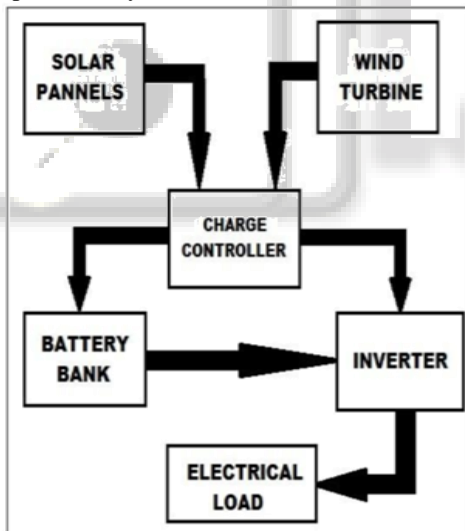 SOLAR
PANNELS
WIND
TURBINE
CHARGE
CONTROLLER
BATTERY
BANK
INVERTER
ELECTRICAL
LOAD